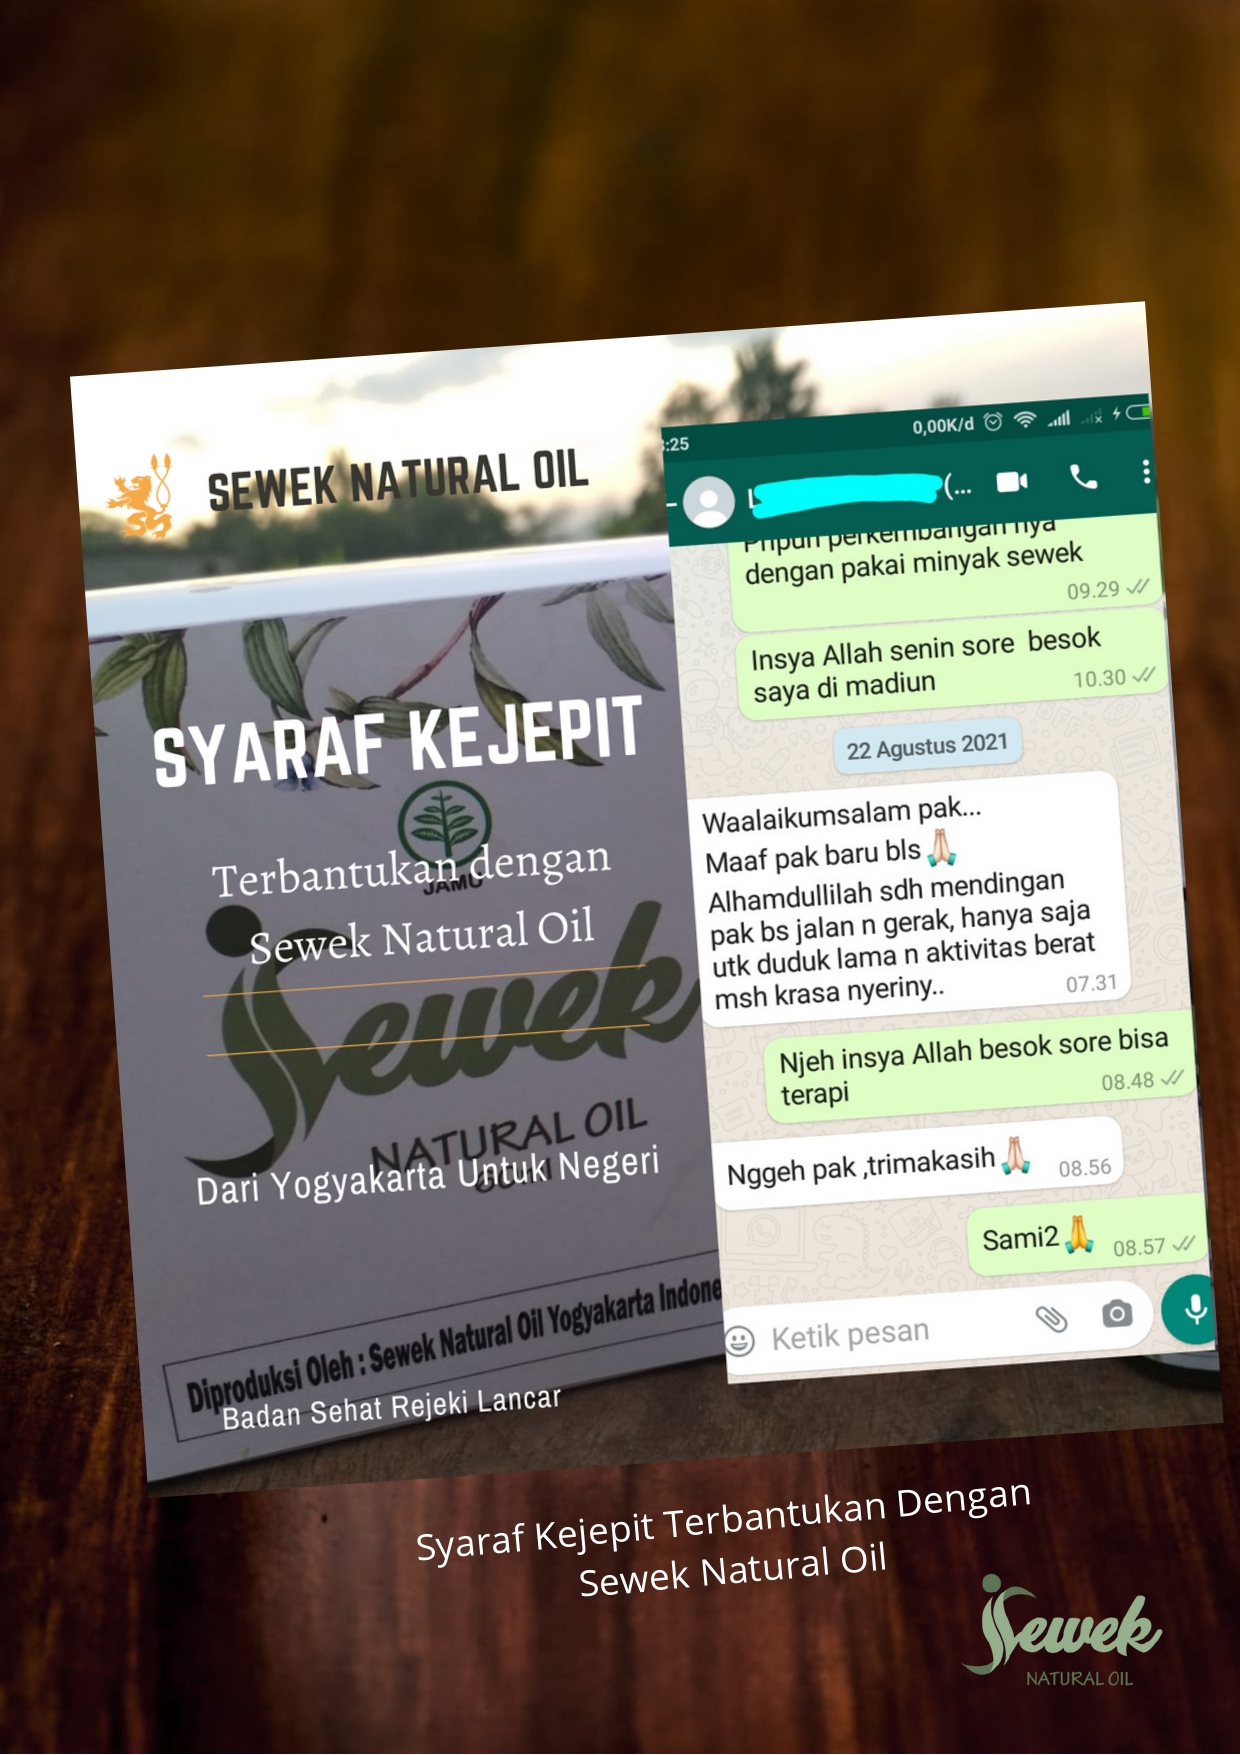 SEWEK NATURAL OIL
SYARAF KEJEPIT
JAMU
Terbantukan dengan
Sewek Natural Oil
Sewek
NATURAL OIL
Dari Yogyakarta Untuk Negeri
Diproduksi Oleh : Sewek Natural Oil Yogyakarta Indone
Badan Sehat Rejeki Lancar
:25
0,00K/d
(...
Pripun perkembangan nya
dengan pakai minyak sewek
09.29
Insya Allah senin sore besok
saya di madiun
10.30
22 Agustus 2021
Waalaikumsalam pak...
Maaf pak baru bls🙏🏻
Alhamdullilah sdh mendingan
pak bs jalan n gerak, hanya saja
utk duduk lama n aktivitas berat
msh krasa nyeriny..
07.31
Njeh insya Allah besok sore bisa
terapi
08.48
Nggeh pak ,trimakasih🙏🏻
08.56
Sami2🙏
08.57
Ketik pesan
Syaraf Kejepit Terbantukan Dengan
Sewek Natural Oil
Sewek
NATURAL OIL